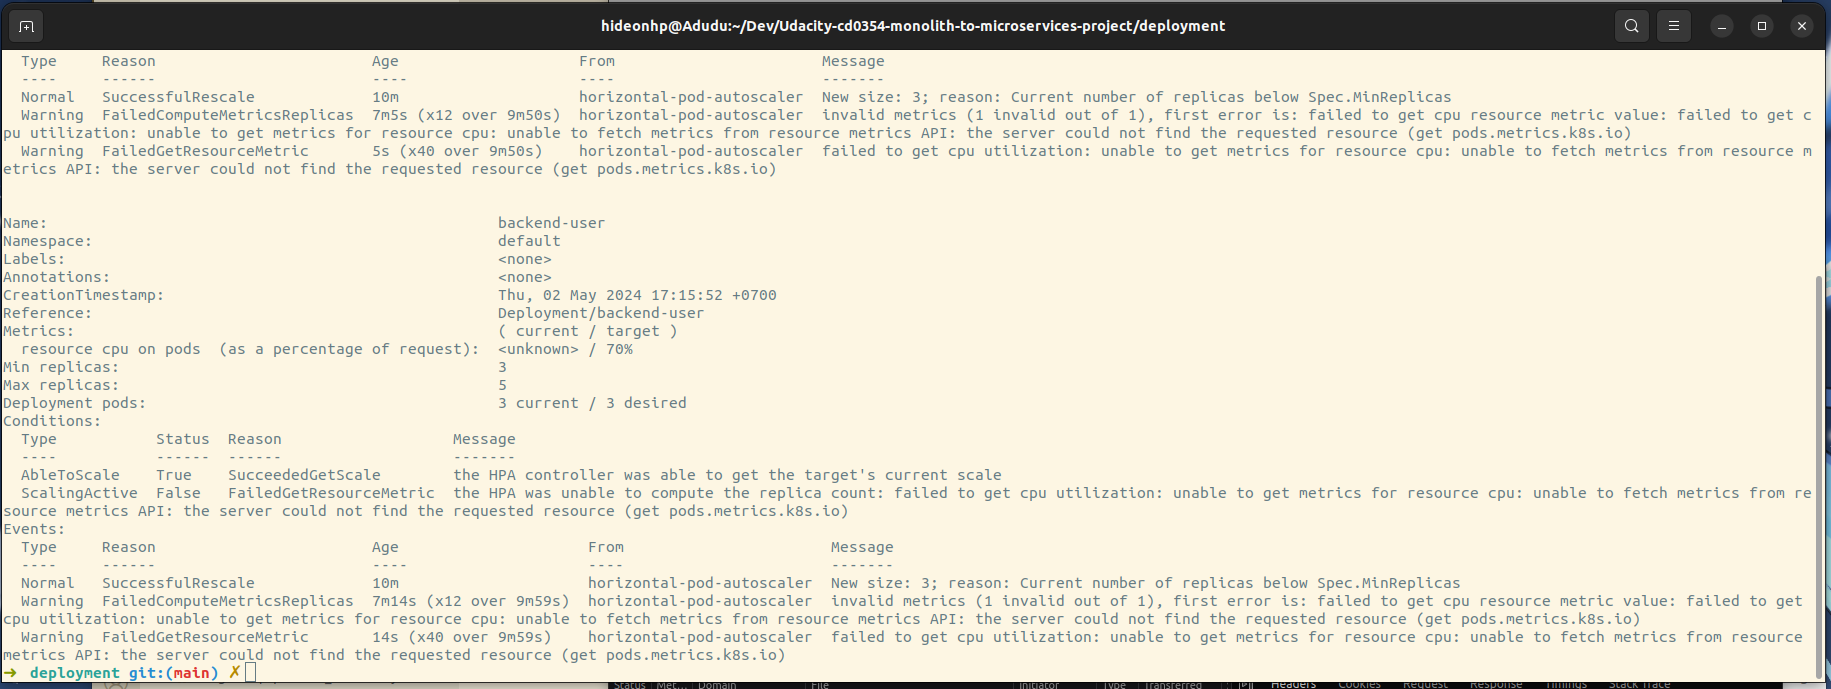 hideonhp@Adudu:~/Dev/Udacity-cd0354-monolith-to-microservices-project/deployment
Type Reason Age From Message
---- ------ ---- ---- -------
Normal SuccessfulRescale 10m horizontal-pod-autoscaler New size: 3; reason: Current number of replicas below Spec.MinReplicas
Warning FailedComputeMetricsReplicas 7m5s (x12 over 9m50s) horizontal-pod-autoscaler invalid metrics (1 invalid out of 1), first error is: failed to get cpu resource metric value: failed to get c
pu utilization: unable to get metrics for resource cpu: unable to fetch metrics from resource metrics API: the server could not find the requested resource (get pods.metrics.k8s.io)
Warning FailedGetResourceMetric 5s (x40 over 9m50s) horizontal-pod-autoscaler failed to get cpu utilization: unable to get metrics for resource cpu: unable to fetch metrics from resource m
etrics API: the server could not find the requested resource (get pods.metrics.k8s.io)
Name: backend-user
Namespace: default
Labels: <none>
Annotations: <none>
CreationTimestamp: Thu, 02 May 2024 17:15:52 +0700
Reference: Deployment/backend-user
Metrics: ( current / target )
resource cpu on pods (as a percentage of request): <unknown> / 70%
Min replicas: 3
Max replicas: 5
Deployment pods: 3 current / 3 desired
Conditions:
Type Status Reason Message
---- ------ ------ -------
AbleToScale True SucceededGetScale the HPA controller was able to get the target's current scale
ScalingActive False FailedGetResourceMetric the HPA was unable to compute the replica count: failed to get cpu utilization: unable to get metrics for resource cpu: unable to fetch metrics from re
source metrics API: the server could not find the requested resource (get pods.metrics.k8s.io)
Events:
Type Reason Age From Message
---- ------ ---- ---- -------
Normal SuccessfulRescale 10m horizontal-pod-autoscaler New size: 3; reason: Current number of replicas below Spec.MinReplicas
Warning FailedComputeMetricsReplicas 7m14s (x12 over 9m59s) horizontal-pod-autoscaler invalid metrics (1 invalid out of 1), first error is: failed to get cpu resource metric value: failed to get
cpu utilization: unable to get metrics for resource cpu: unable to fetch metrics from resource metrics API: the server could not find the requested resource (get pods.metrics.k8s.io)
Warning FailedGetResourceMetric 14s (x40 over 9m59s) horizontal-pod-autoscaler failed to get cpu utilization: unable to get metrics for resource cpu: unable to fetch metrics from resource
metrics API: the server could not find the requested resource (get pods.metrics.k8s.io)
➜ deployment git:(main) ✗
Status Met... Domain File Initiator Type Transferred Headers Cookies Request Response Timings Stack Trace